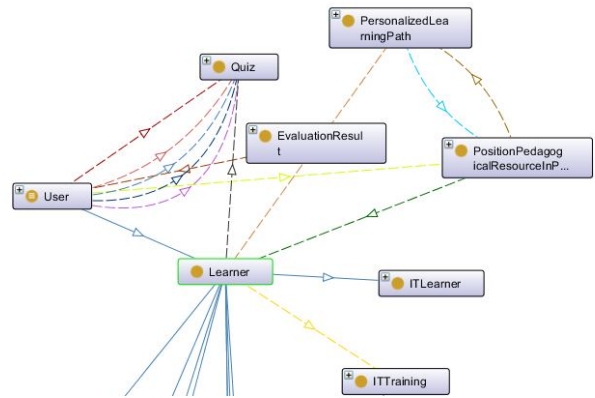 PersonalizedLea
rningPath
Quiz
EvaluationResul
t
PositionPedagog
icalResourceInP...
User
Learner
ITLearner
ITTraining